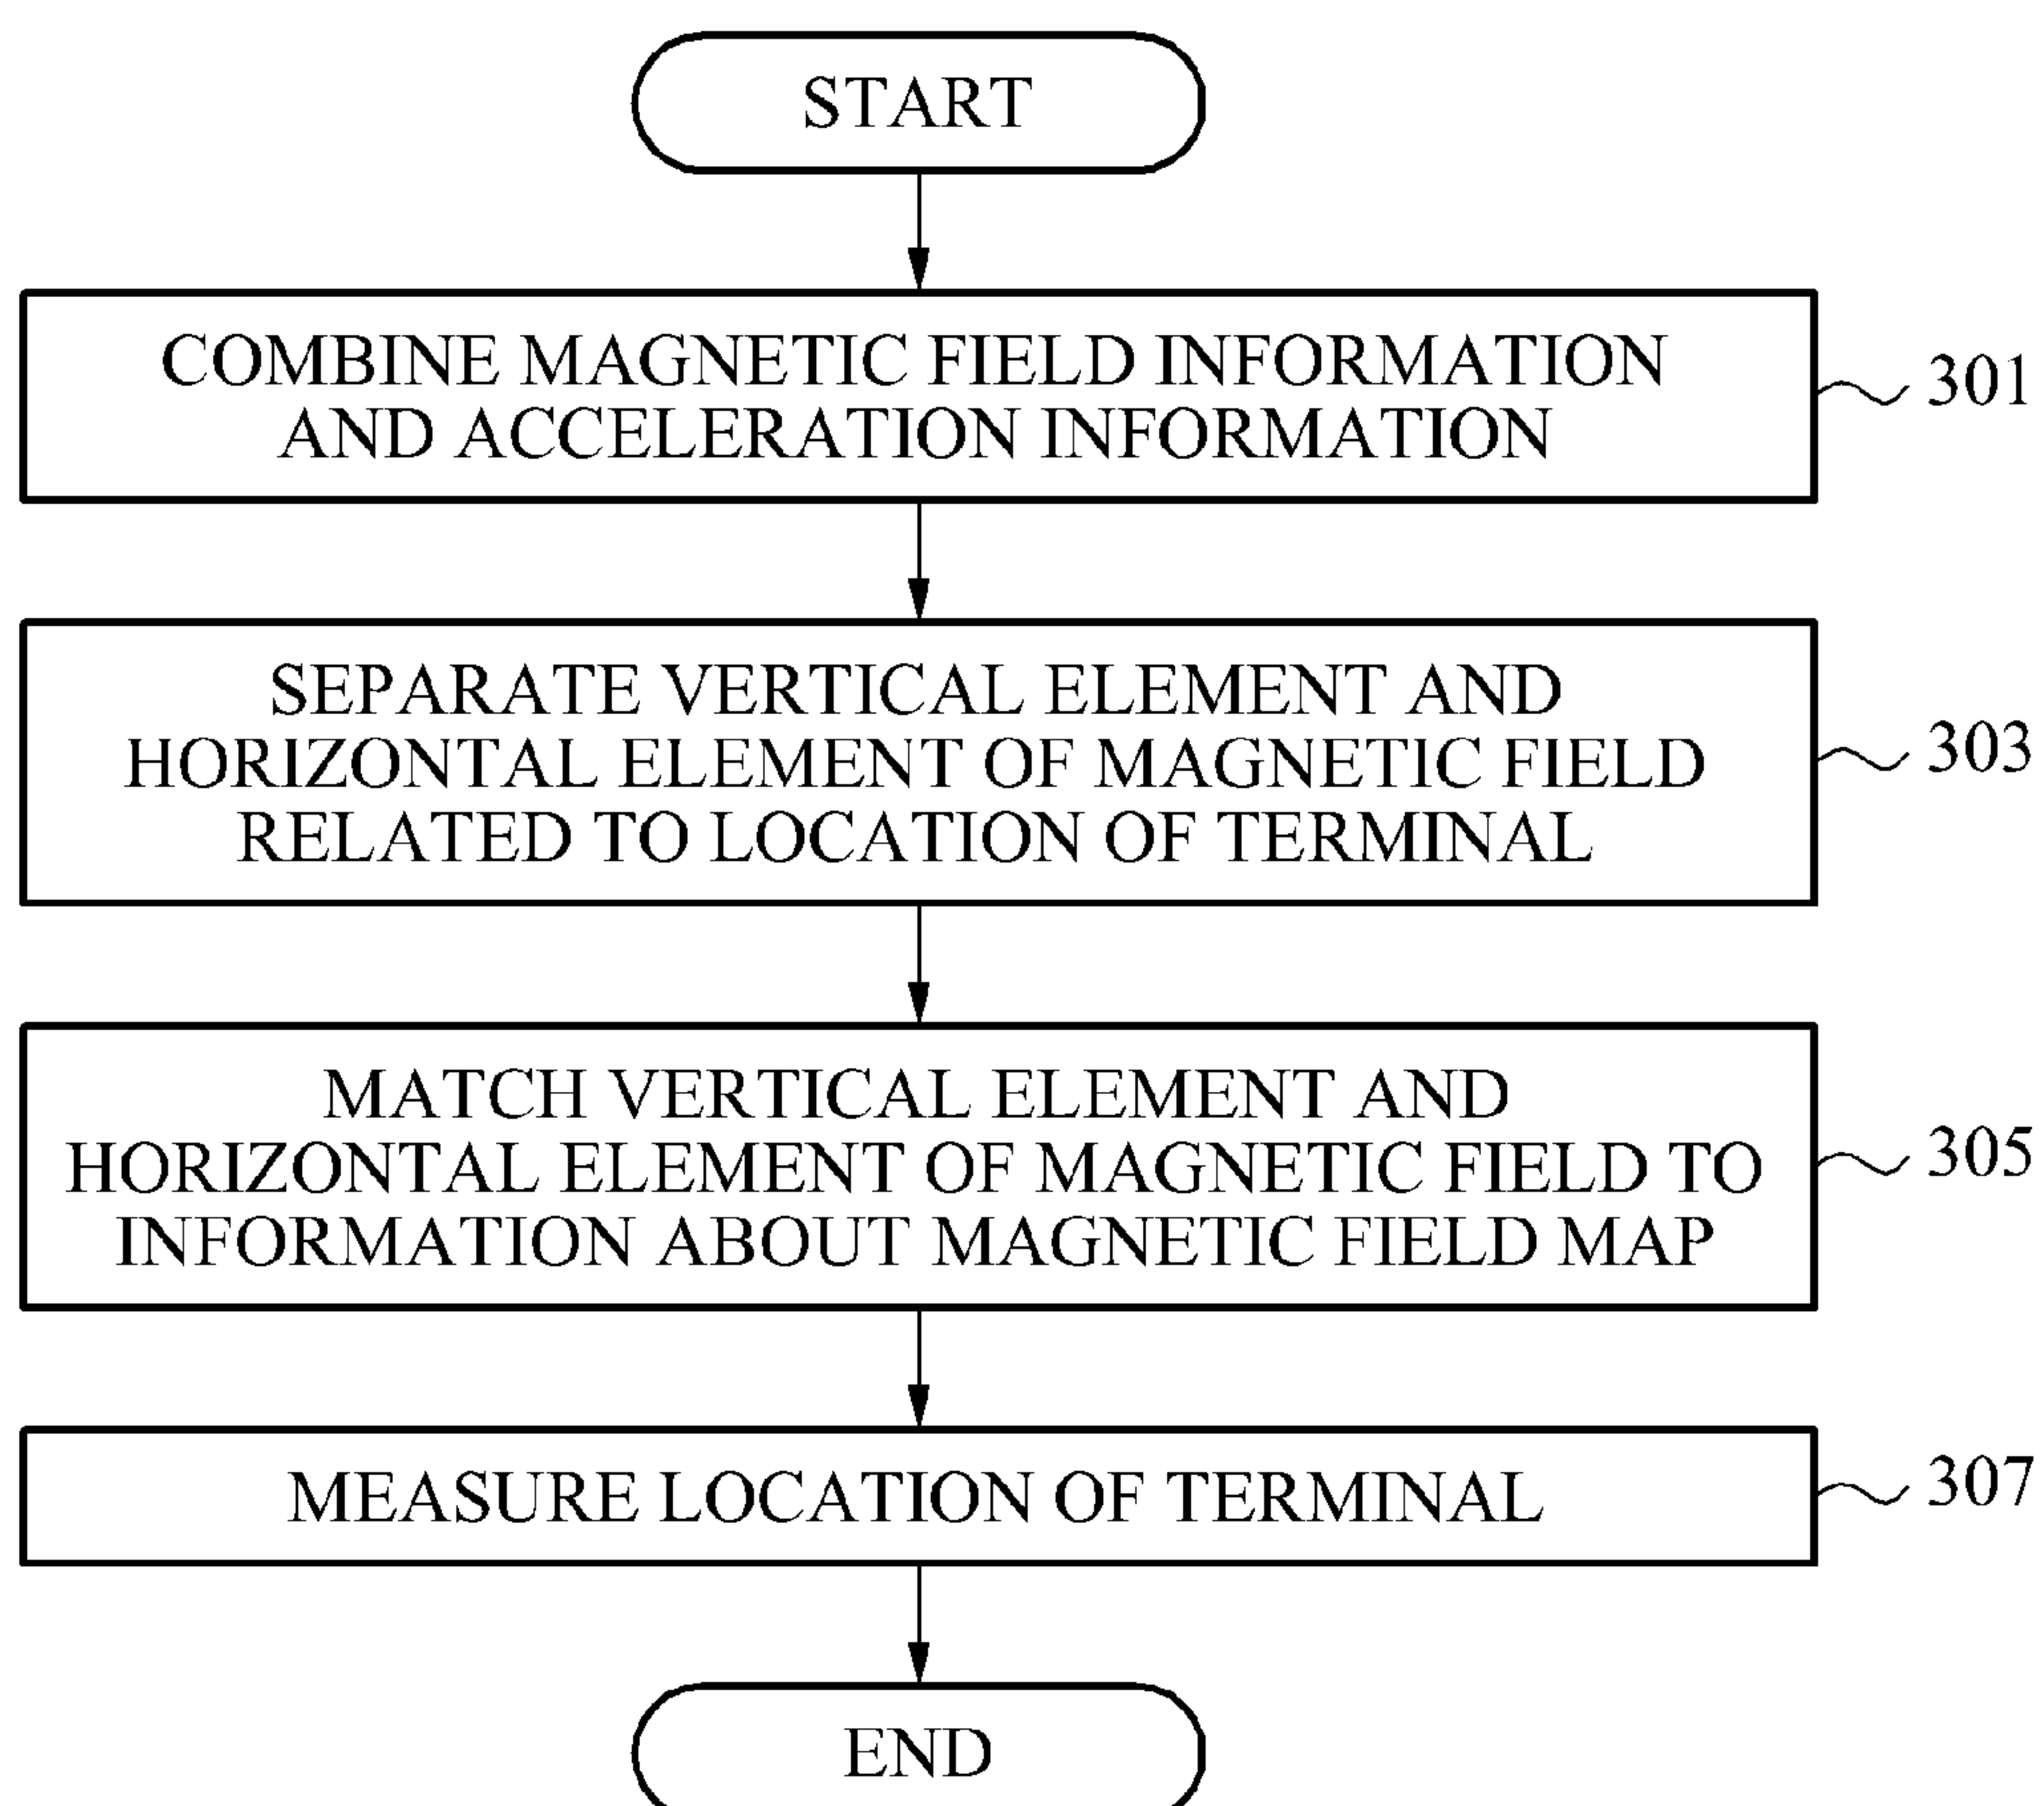 START
COMBINE MAGNETIC FIELD INFORMATION
AND ACCELERATION INFORMATION
301
SEPARATE VERTICAL ELEMENT AND
HORIZONTAL ELEMENT OF MAGNETIC FIELD
RELATED TO LOCATION OF TERMINAL
303
MATCH VERTICAL ELEMENT AND
HORIZONTAL ELEMENT OF MAGNETIC FIELD TO
INFORMATION ABOUT MAGNETIC FIELD MAP
305
MEASURE LOCATION OF TERMINAL
307
END